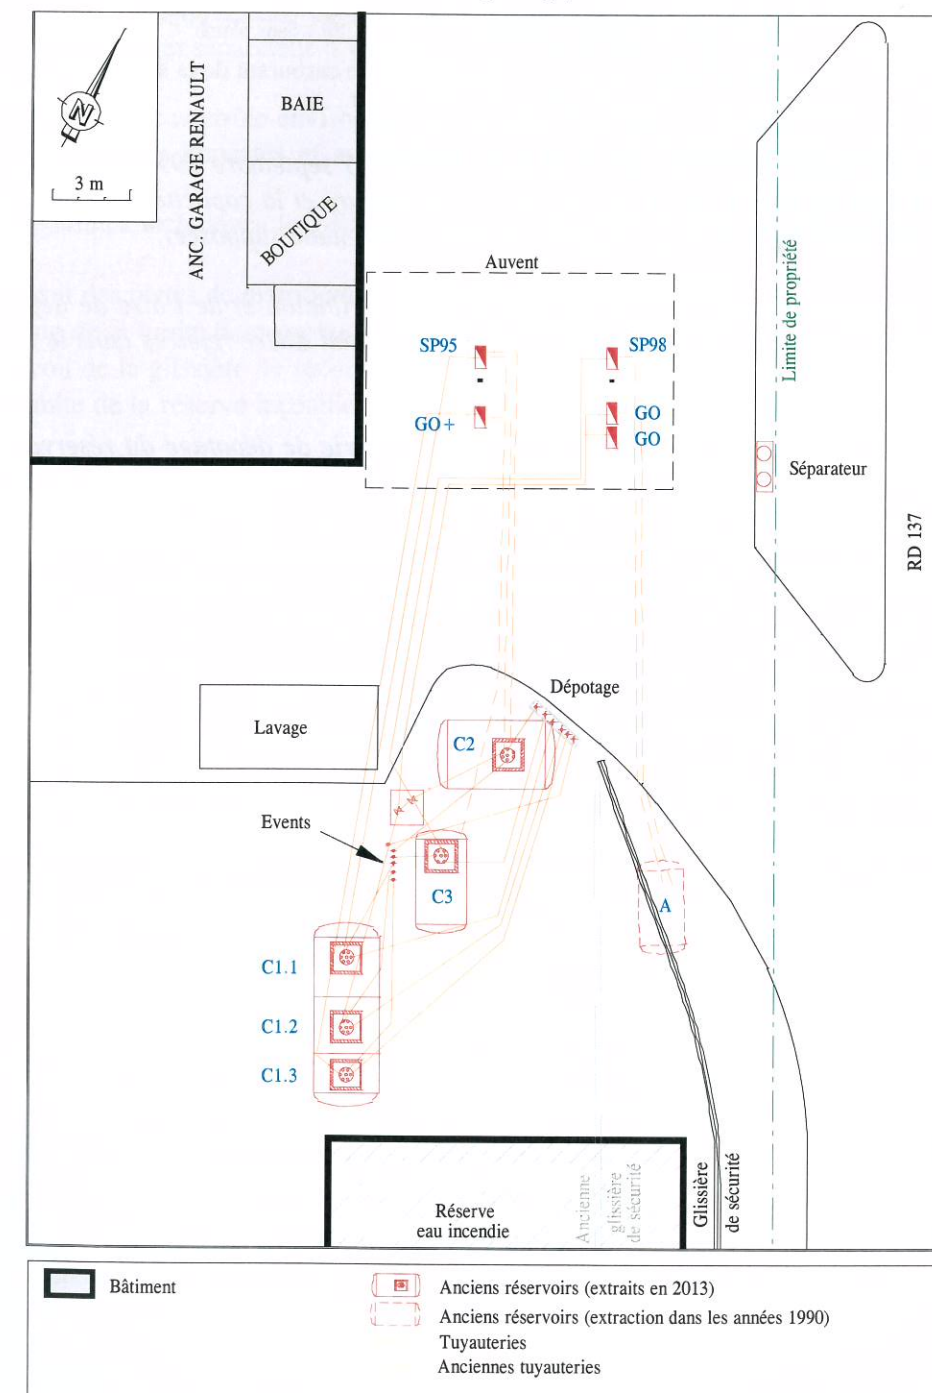 N
3 m
ANC. GARAGE RENAULT
BAIE
BOUTIQUE
Auvent
SP95
SP98
GO+
GO
GO
Limite de propriété
Séparateur
RD 137
Dépotage
Lavage
C2
Events
C3
A
C1.1
C1.2
C1.3
Réserve
eau incendie
Ancienne
glissière
de sécurité
Glissière
de sécurité
Bâtiment
Anciens réservoirs (extraits en 2013)
Anciens réservoirs (extraction dans les années 1990)
Tuyauteries
Anciennes tuyauteries